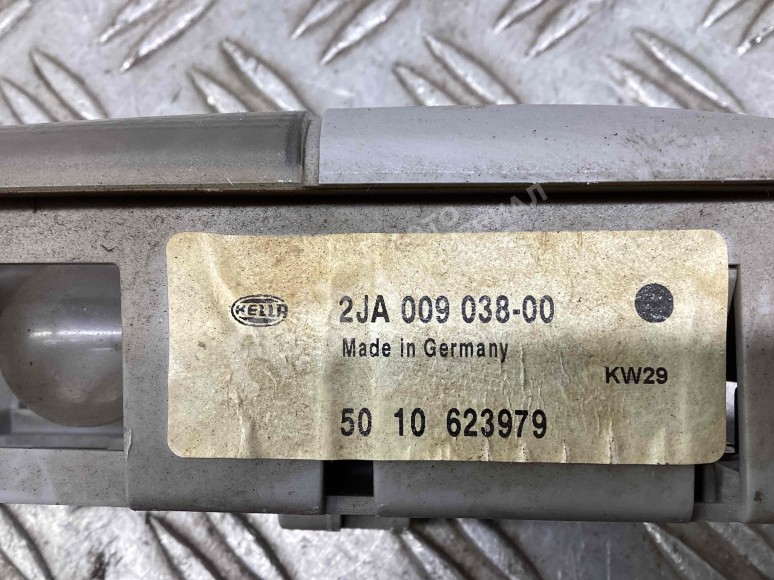 HELLA
2JA 009 038-00
Made in Germany
KW29
50 10 623979